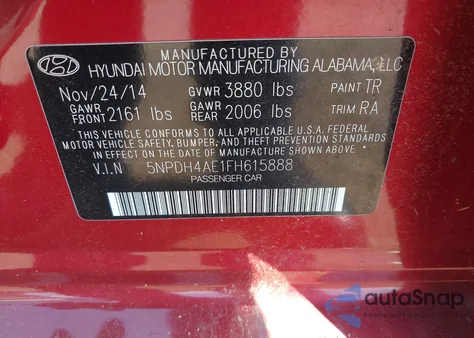 MANUFACTURED BY
HYUNDAI MOTOR MANUFACTURING ALABAMA, LLC
Nov/24/14 GVWR 3880 lbs PAINT TR
GAWR FRONT 2161 lbs GAWR REAR 2006 lbs TRIM RA
THIS VEHICLE CONFORMS TO ALL APPLICABLE U.S.A. FEDERAL
MOTOR VEHICLE SAFETY, BUMPER, AND THEFT PREVENTION
STANDARDS IN EFFECT ON THE DATE OF MANUFACTURE SHOWN ABOVE.
V.I.N 5NPDH4AE1FH615888
PASSENGER CAR
autoSnap